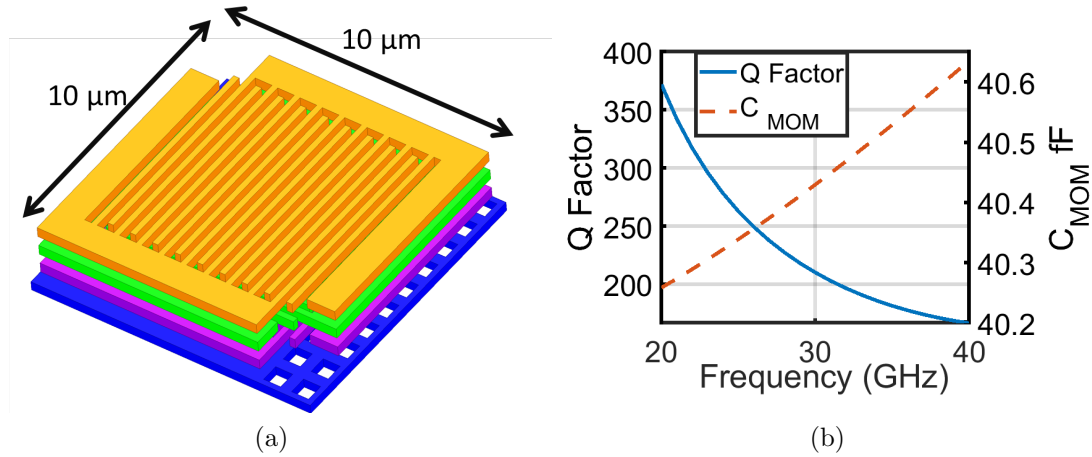 10 µm
10 µm
(a)
400
350
300
250
200
Q Factor
Q Factor
C MOM
40.6
40.5
40.4
40.3
40.2
C MOM fF
20
30
40
Frequency (GHz)
(b)